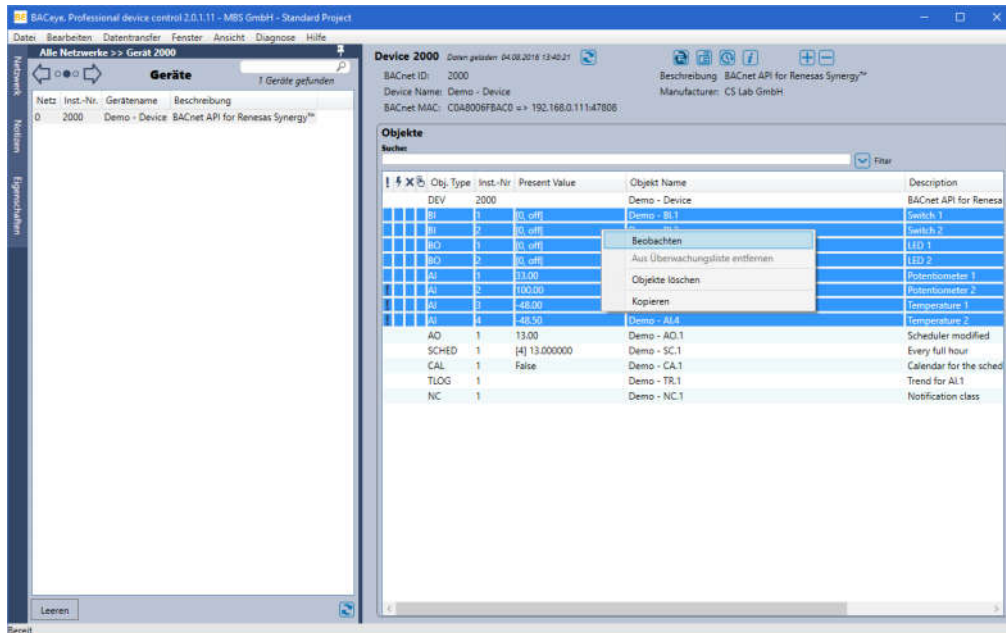 BACeye. Professional device control 2.0.1.11 - MBS GmbH - Standard Project
Datei Bearbeiten Datentransfer Fenster Ansicht Diagnose Hilfe
Netzwerk
Notizen
Eigenschaften
Alle Netzwerke >> Gerät 2000
Geräte
1 Geräte gefunden
Netz Inst.-Nr. Gerätename Beschreibung
0 2000 Demo - Device BACnet API for Renesas Synergy™
Leeren
Bereit
Device 2000 Daten geladen 04.08.2016 13:40:21
BACnet ID: 2000
Device Name: Demo - Device
BACnet MAC: C0A8006FBAC0 => 192.168.0.111:47808
Beschreibung BACnet API for Renesas Synergy™
Manufacturer: CS Lab GmbH
Objekte
Suche:
Filter
Obj. Type Inst.-Nr Present Value Objekt Name Description
DEV 2000 Demo - Device BACnet API for Renesa
BI 1 [0, off] Demo - BI.1 Switch 1
BI 2 [0, off] Switch 2
BO 1 [0, off] LED 1
BO 2 [0, off] LED 2
AI 1 33.00 Potentiometer 1
! AI 2 100.00 Potentiometer 2
! AI 3 -48.00 Temperature 1
! AI 4 -48.50 Demo - AI.4 Temperature 2
AO 1 13.00 Demo - AO.1 Scheduler modified
SCHED 1 [4] 13.000000 Demo - SC.1 Every full hour
CAL 1 False Demo - CA.1 Calendar for the sched
TLOG 1 Demo - TR.1 Trend for AI.1
NC 1 Demo - NC.1 Notification class
Beobachten
Aus Überwachungsliste entfernen
Objekte löschen
Kopieren